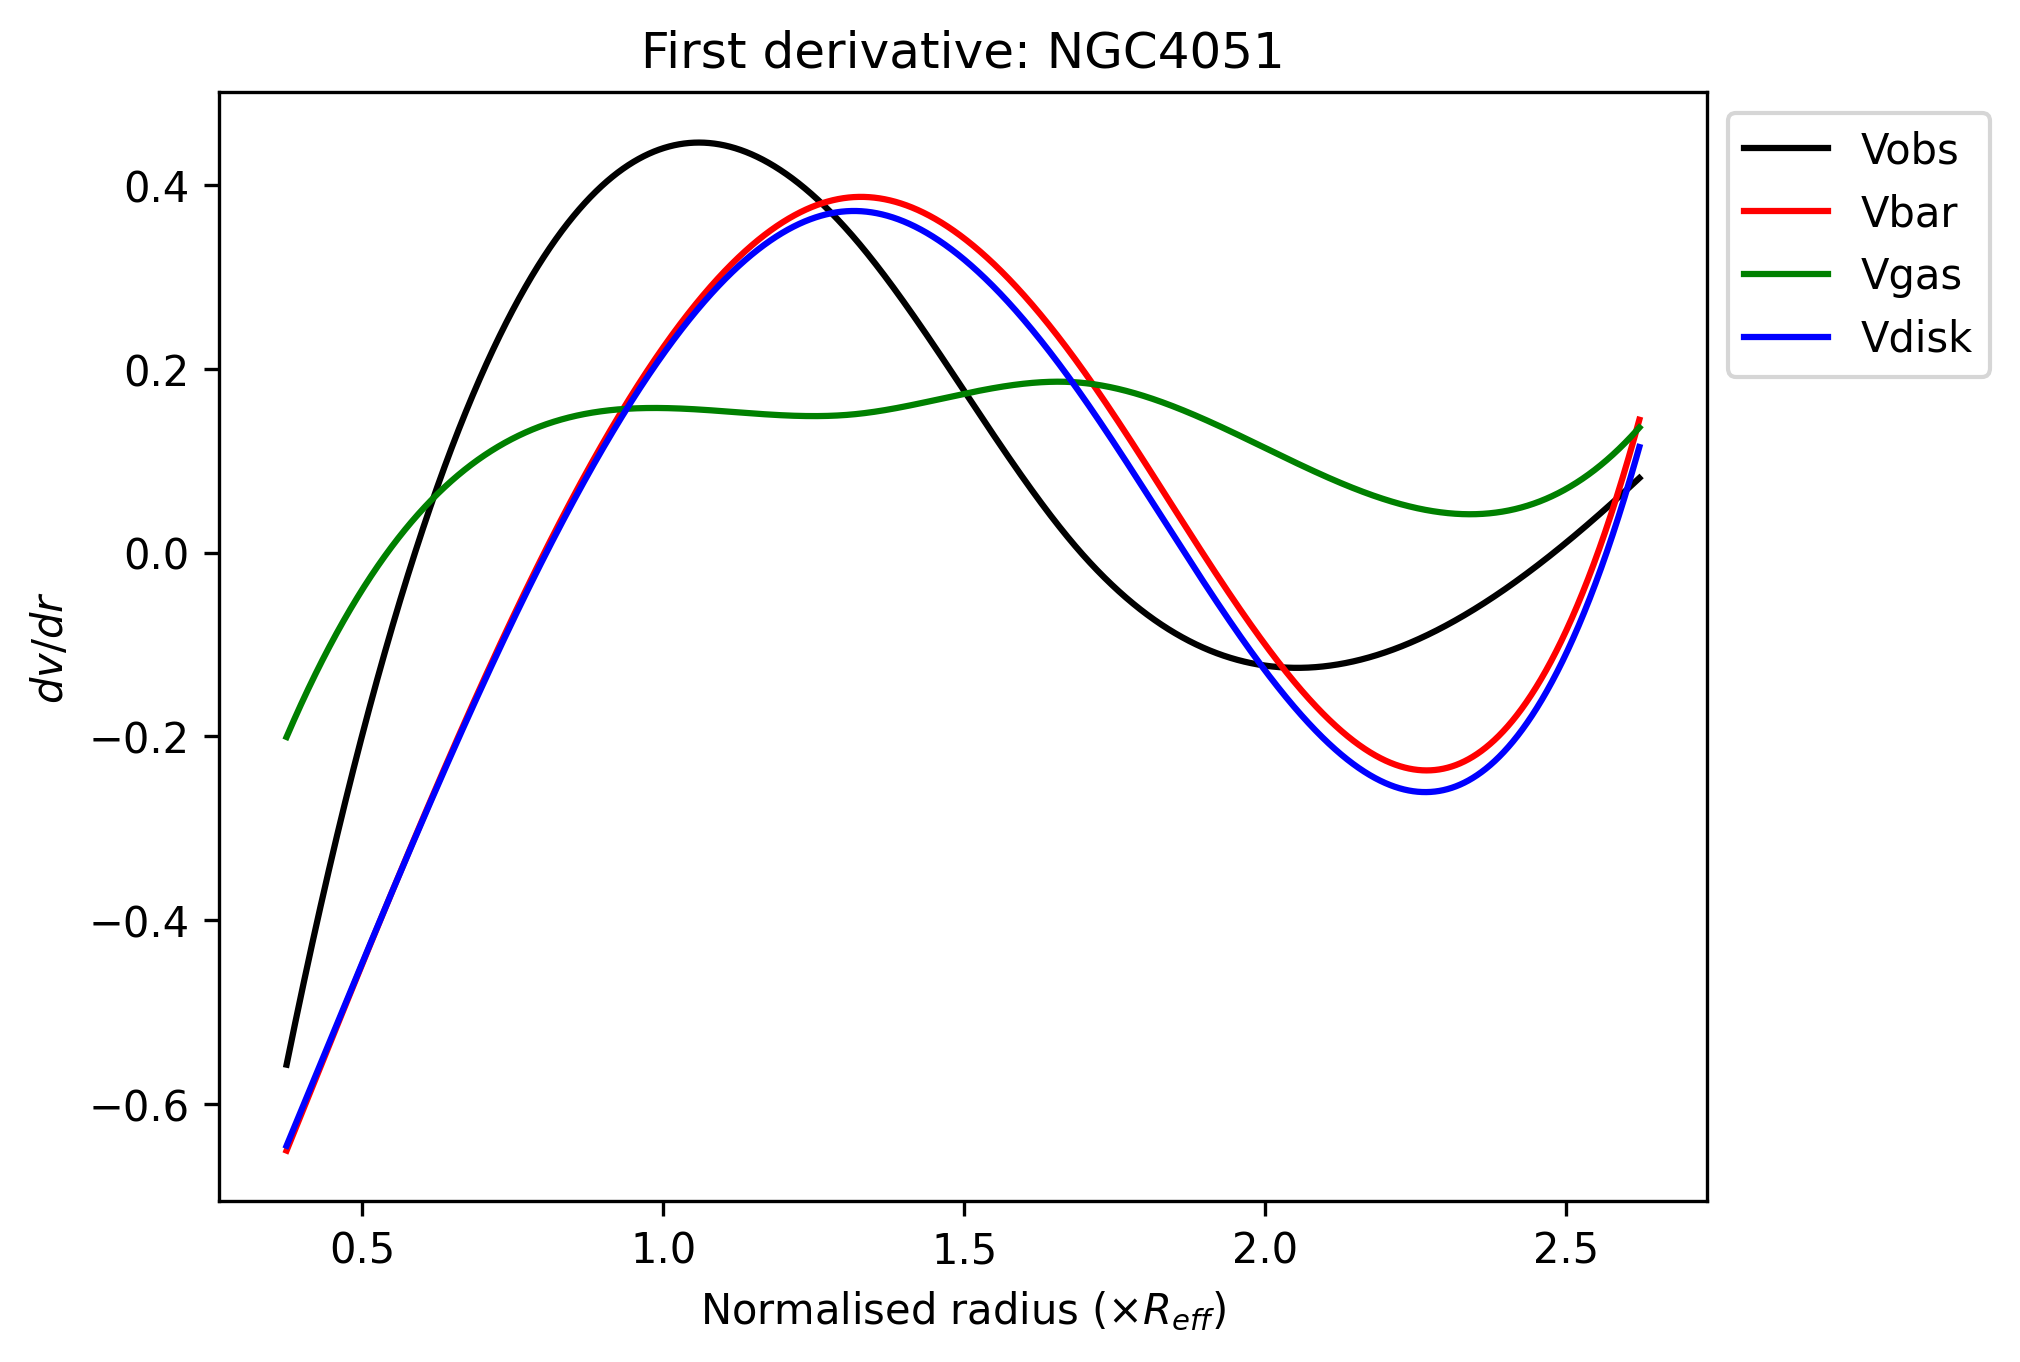 First derivative: NGC4051
Vobs
Vbar
Vgas
Vdisk
0.4
0.2
0.0
−0.2
−0.4
−0.6
dv/dr
0.5 1.0 1.5 2.0 2.5
Normalised radius (×R_eff)